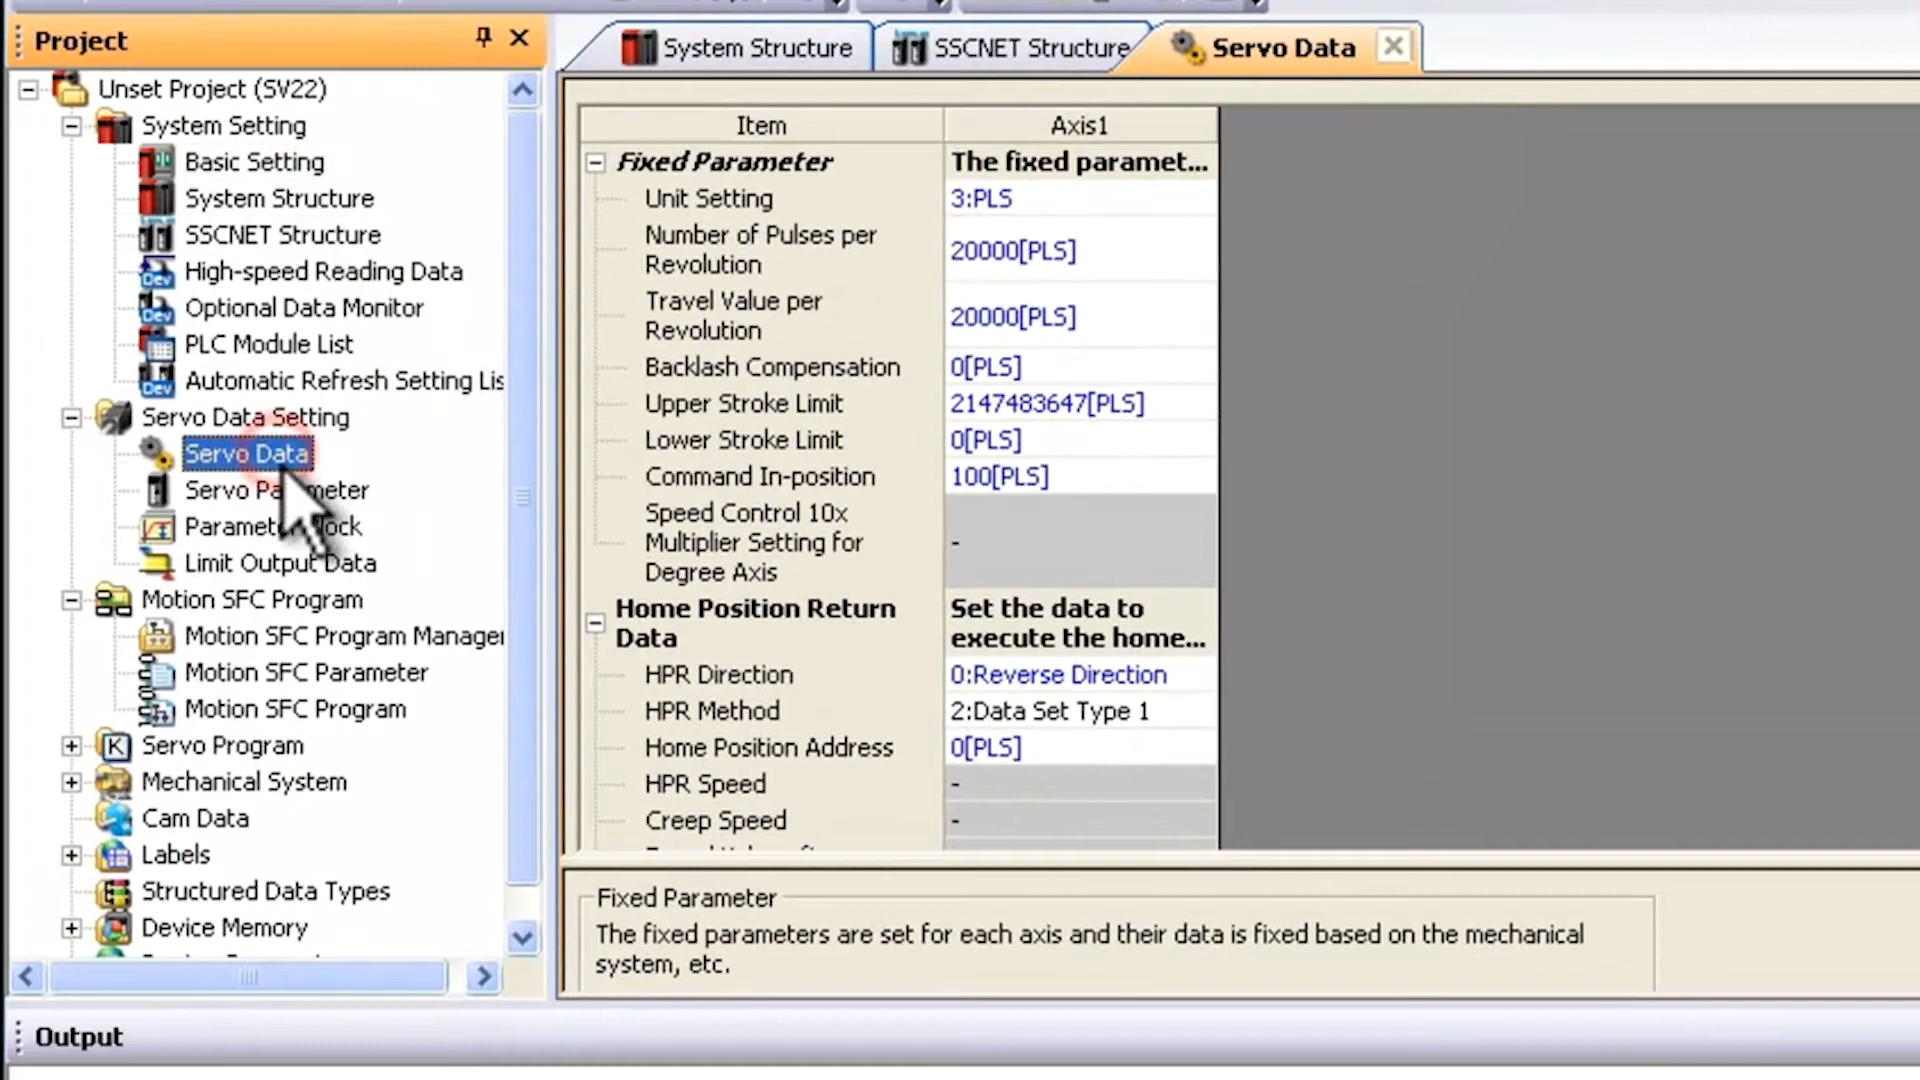 Project
Unset Project (SV22)
System Setting
Basic Setting
System Structure
SSCNET Structure
High-speed Reading Data
Optional Data Monitor
PLC Module List
Automatic Refresh Setting Lis
Servo Data Setting
Servo Data
Servo Pa meter
Paramet ock
Limit Output Data
Motion SFC Program
Motion SFC Program Manager
Motion SFC Parameter
Motion SFC Program
Servo Program
Mechanical System
Cam Data
Labels
Structured Data Types
Device Memory
System Structure
SSCNET Structure
Servo Data
Item Axis1
Fixed Parameter The fixed paramet...
Unit Setting 3:PLS
Number of Pulses per
Revolution 20000[PLS]
Travel Value per
Revolution 20000[PLS]
Backlash Compensation 0[PLS]
Upper Stroke Limit 2147483647[PLS]
Lower Stroke Limit 0[PLS]
Command In-position 100[PLS]
Speed Control 10x
Multiplier Setting for -
Degree Axis
Home Position Return Set the data to
Data execute the home...
HPR Direction 0:Reverse Direction
HPR Method 2:Data Set Type 1
Home Position Address 0[PLS]
HPR Speed -
Creep Speed -
Fixed Parameter
The fixed parameters are set for each axis and their data is fixed based on the mechanical
system, etc.
Output